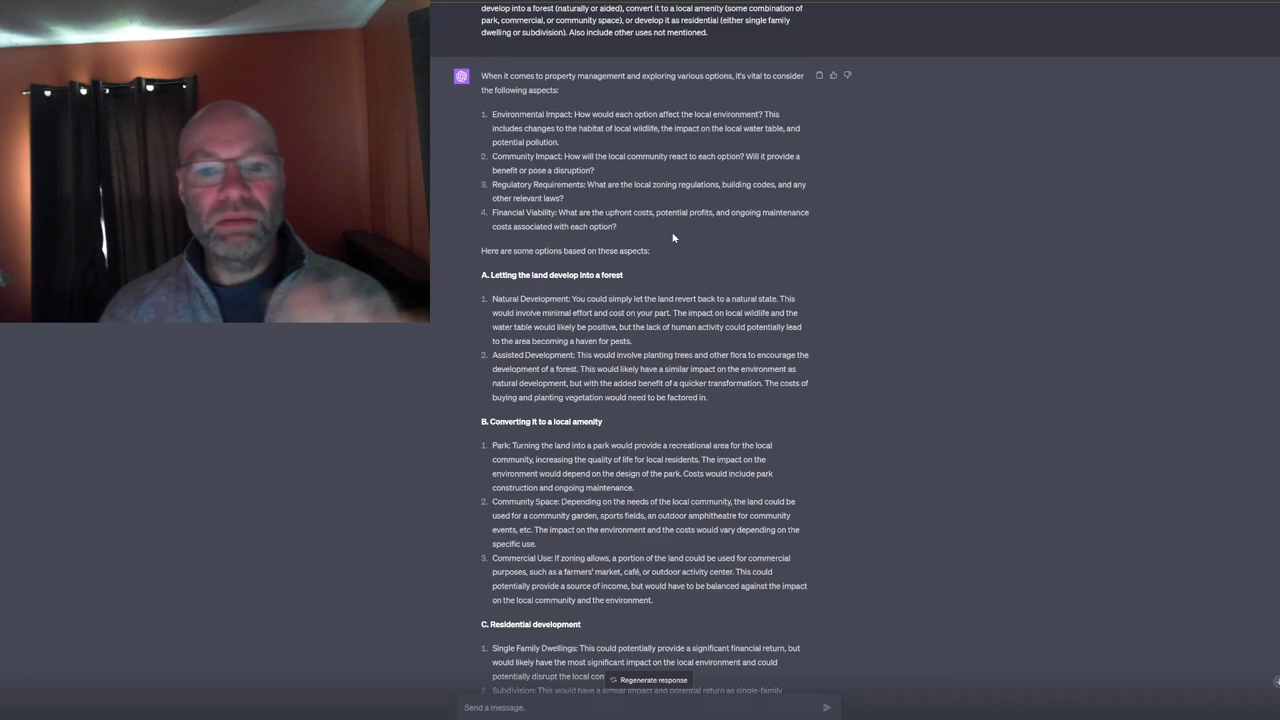 develop into a forest (naturally or aided), convert it to a local amenity (some combination of
park, commercial, or community space), or develop it as residential (either single family
dwelling or subdivision). Also include other uses not mentioned.
When it comes to property management and exploring various options, it's vital to consider
the following aspects:
1. Environmental Impact: How would each option affect the local environment? This
includes changes to the habitat of local wildlife, the impact on the local water table, and
potential pollution.
2. Community Impact: How will the local community react to each option? Will it provide a
benefit or pose a disruption?
3. Regulatory Requirements: What are the local zoning regulations, building codes, and any
other relevant laws?
4. Financial Viability: What are the upfront costs, potential profits, and ongoing maintenance
costs associated with each option?
Here are some options based on these aspects:
A. Letting the land develop into a forest
1. Natural Development: You could simply let the land revert back to a natural state. This
would involve minimal effort and cost on your part. The impact on local wildlife and the
water table would likely be positive, but the lack of human activity could potentially lead
to the area becoming a haven for pests.
2. Assisted Development: This would involve planting trees and other flora to encourage the
development of a forest. This would likely have a similar impact on the environment as
natural development, but with the added benefit of a quicker transformation. The costs of
buying and planting vegetation would need to be factored in.
B. Converting it to a local amenity
1. Park: Turning the land into a park would provide a recreational area for the local
community, increasing the quality of life for local residents. The impact on the
environment would depend on the design of the park. Costs would include park
construction and ongoing maintenance.
2. Community Space: Depending on the needs of the local community, the land could be
used for a community garden, sports fields, an outdoor amphitheatre for community
events, etc. The impact on the environment and the costs would vary depending on the
specific use.
3. Commercial Use: If zoning allows, a portion of the land could be used for commercial
purposes, such as a farmers' market, café, or outdoor activity center. This could
potentially provide a source of income, but would have to be balanced against the impact
on the local community and the environment.
C. Residential development
1. Single Family Dwellings: This could potentially provide a significant financial return, but
would likely have the most significant impact on the local environment and could
potentially disrupt the local com
Regenerate response
2. Subdivision: This would have a similar impact and potential return as single-family
Send a message.